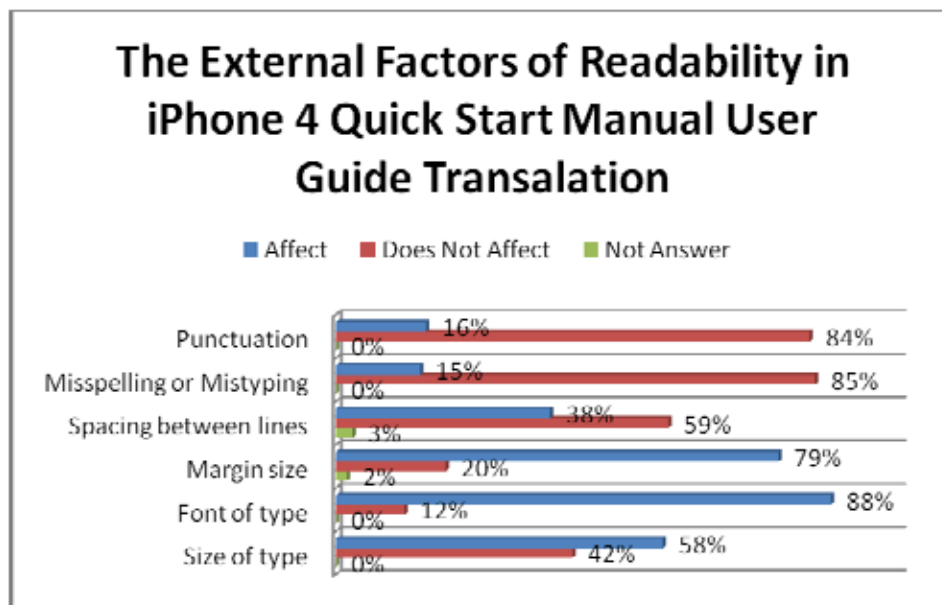 The External Factors of Readability in
iPhone 4 Quick Start Manual User
Guide Transalation
Affect Does Not Affect Not Answer
Punctuation 16% 84% 0%
Misspelling or Mistyping 15% 85% 0%
Spacing between lines 38% 59% 3%
Margin size 79% 20% 2%
Font of type 88% 12% 0%
Size of type 58% 42% 0%